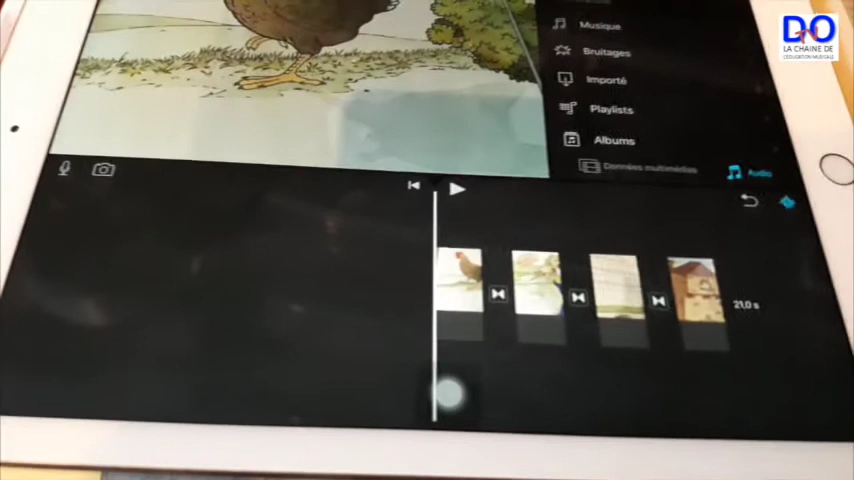 DO
LA CHAINE DE
L'ÉDUCATION MUSICALE
Musique
Bruitages
Importé
Playlists
Albums
Données multimédias
Audio
21,0 s